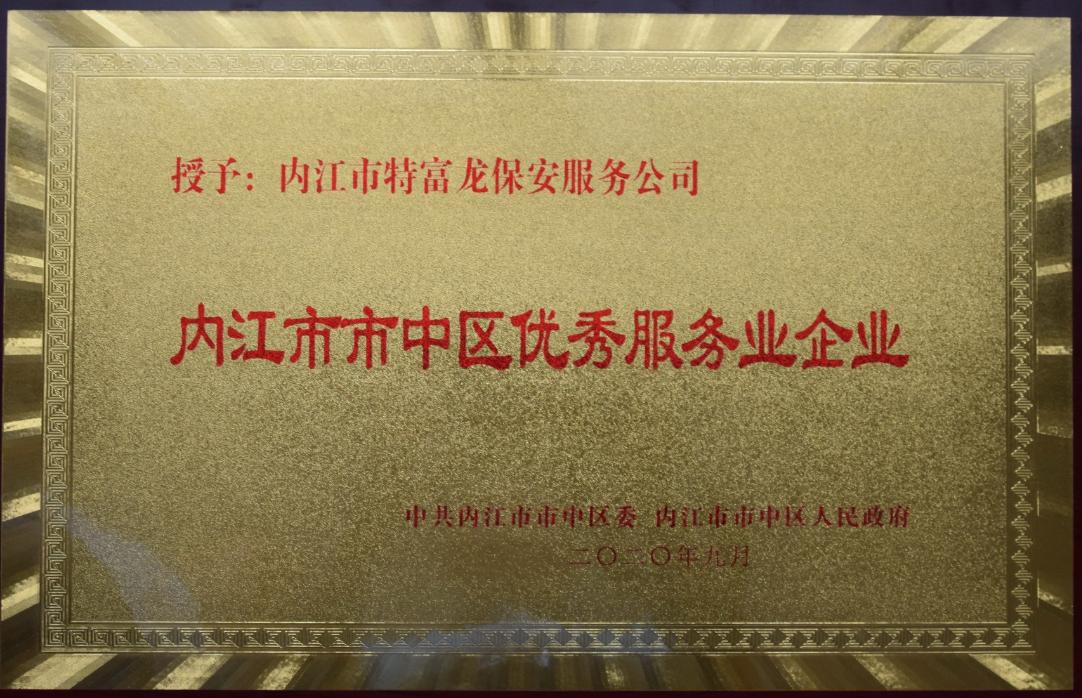 授予：内江市特富龙保安服务公司
内江市市中区优秀服务业企业
中共内江市市中区委 内江市市中区人民政府
二〇二〇年九月